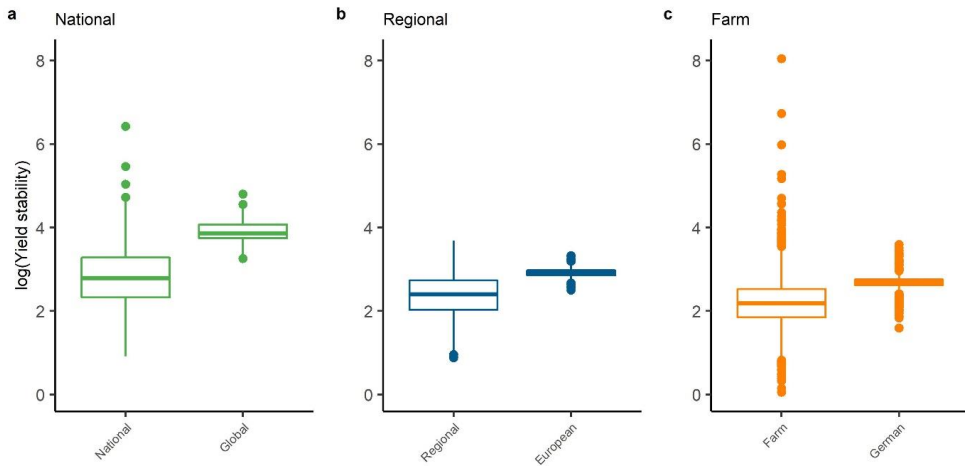 a
National
b
Regional
c
Farm
log(Yield stability)
8
6
4
2
0
National
Global
8
6
4
2
0
Regional
European
8
6
4
2
0
Farm
German